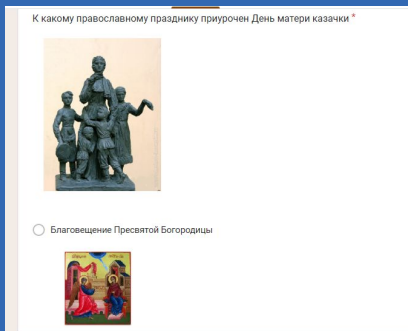 К какому православному празднику приурочен День матери казачки *
Благовещение Пресвятой Богородицы